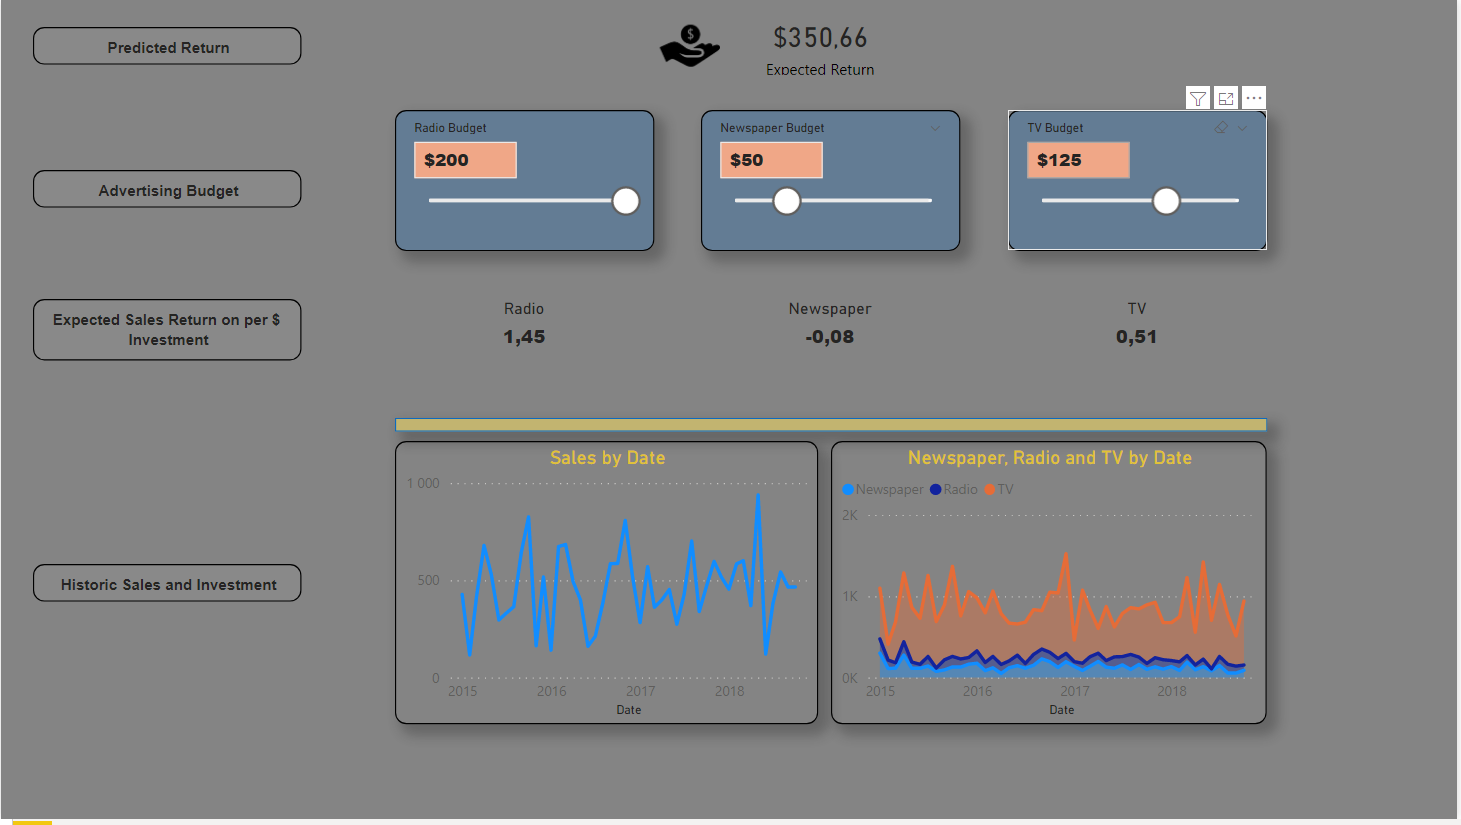 Predicted Return
$
$350,66
Expected Return
Radio Budget
$200
Newspaper Budget
$50
TV Budget
$125
Advertising Budget
Expected Sales Return on per $
Investment
Radio
1,45
Newspaper
-0,08
TV
0,51
Historic Sales and Investment
Sales by Date
1 000
500
0
2015 2016 2017 2018
Date
Newspaper, Radio and TV by Date
Newspaper Radio TV
2K
1K
0K
2015 2016 2017 2018
Date